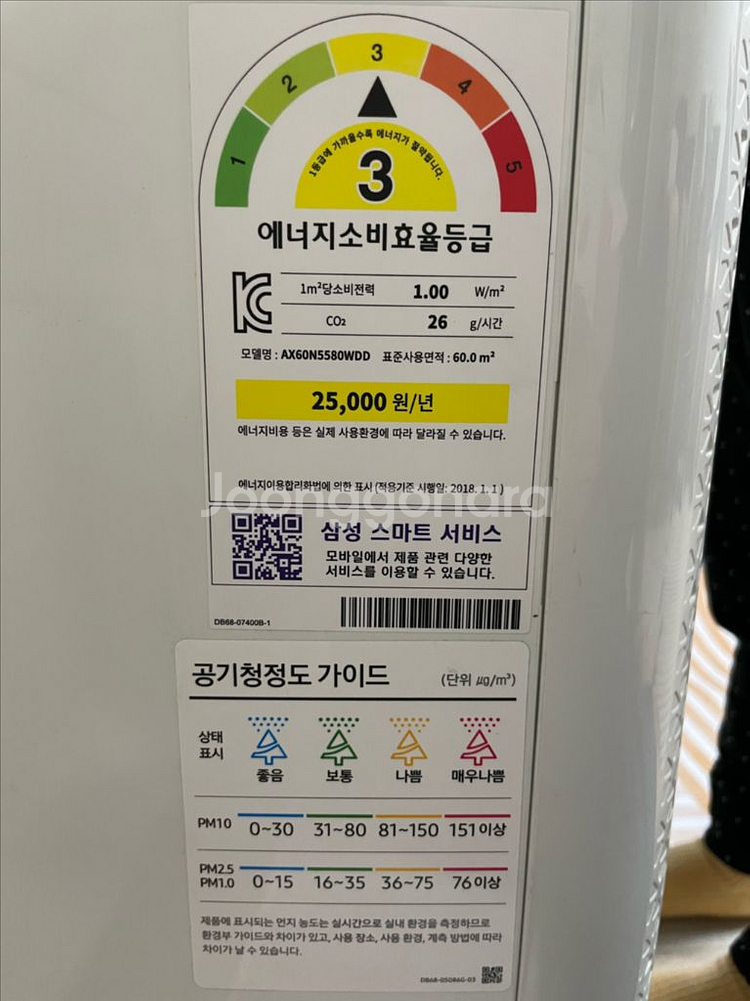 1
2
3
4
5
1등급에 가까울수록 에너지가 절약됩니다.
3
에너지소비효율등급
1m²당소비전력 1.00 W/m²
CO₂ 26 g/시간
모델명 : AX60N5580WDD 표준사용면적 : 60.0 m²
25,000 원/년
에너지비용 등은 실제 사용환경에 따라 달라질 수 있습니다.
에너지이용합리화법에 의한 표시 (적용기준 시행일: 2018. 1. 1 )
Joonggonara
삼성 스마트 서비스
모바일에서 제품 관련 다양한
서비스를 이용할 수 있습니다.
DB68-07400B-1
공기청정도 가이드 (단위 ㎍/m³)
상태
표시
좋음 보통 나쁨 매우나쁨
PM10 0~30 31~80 81~150 151 이상
PM2.5
PM1.0 0~15 16~35 36~75 76 이상
제품에 표시되는 먼지 농도는 실시간으로 실내 환경을 측정하므로
환경부 가이드와 차이가 있고, 사용 장소, 사용 환경, 계측 방법에 따라
차이가 날 수 있습니다.
DB68-05086G-03